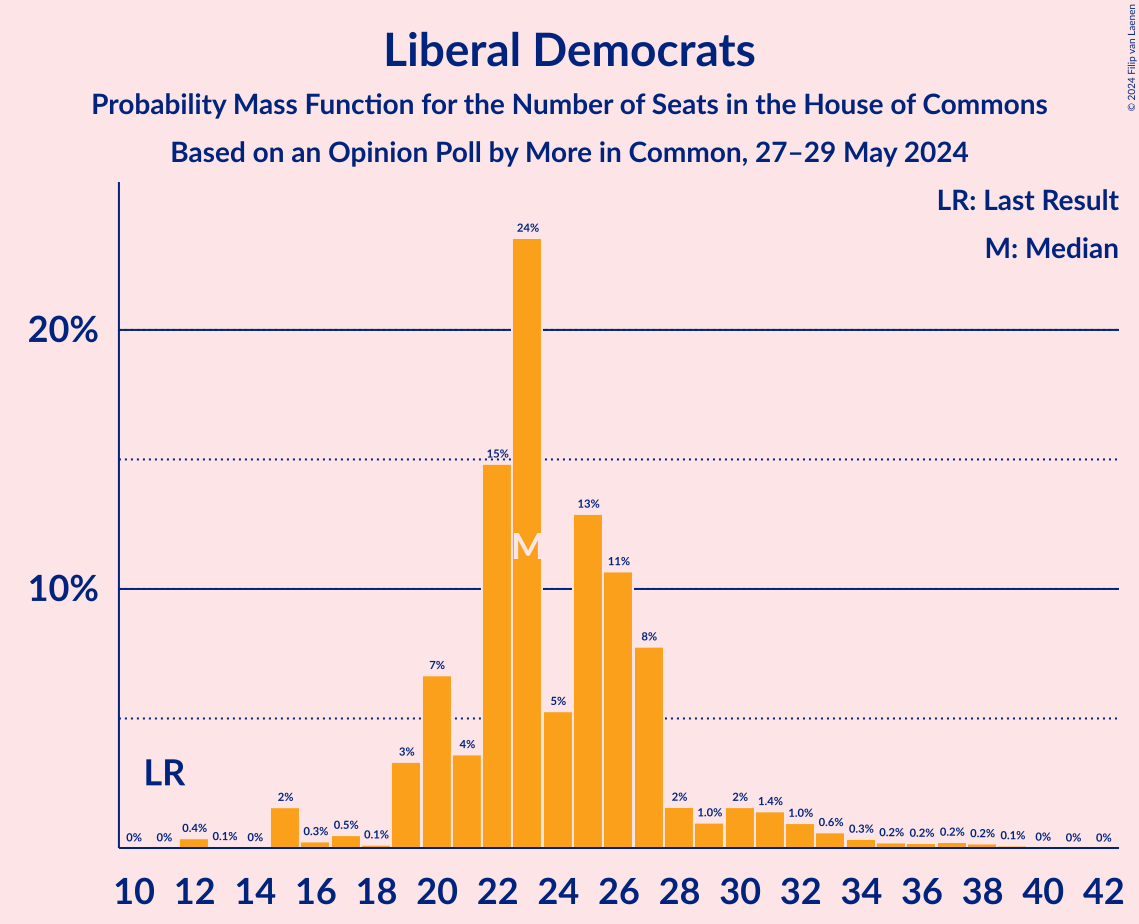 Liberal Democrats
Probability Mass Function for the Number of Seats in the House of Commons
Based on an Opinion Poll by More in Common, 27–29 May 2024
© 2024 Filip van Laenen
LR: Last Result
M: Median
20%
10%
LR
M
0% 0% 0.4% 0.1% 0% 2% 0.3% 0.5% 0.1% 3% 7% 4% 15% 24% 5% 13% 11% 8% 2% 1.0% 2% 1.4% 1.0% 0.6% 0.3% 0.2% 0.2% 0.2% 0.2% 0.1% 0% 0% 0%
10 12 14 16 18 20 22 24 26 28 30 32 34 36 38 40 42